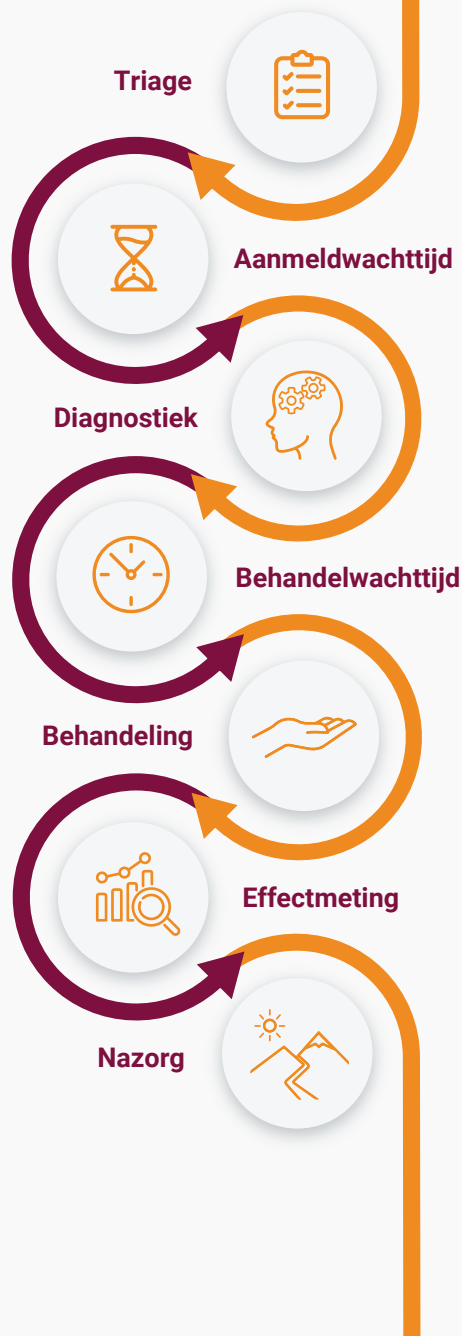 Triage
Aanmeldwachttijd
Diagnostiek
Behandelwachttijd
Behandeling
Effectmeting
Nazorg